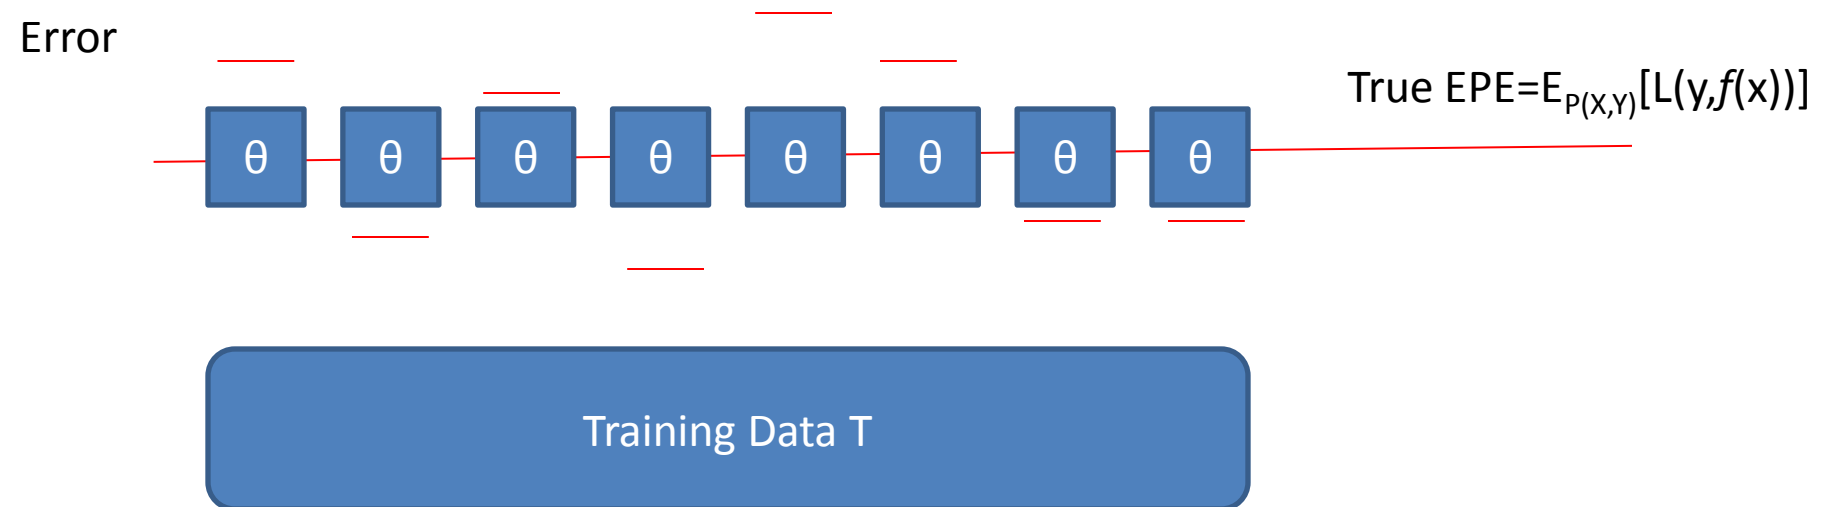 Error
True EPE=E_P(X,Y)[L(y,f(x))]
θ θ θ θ θ θ θ θ
Training Data T